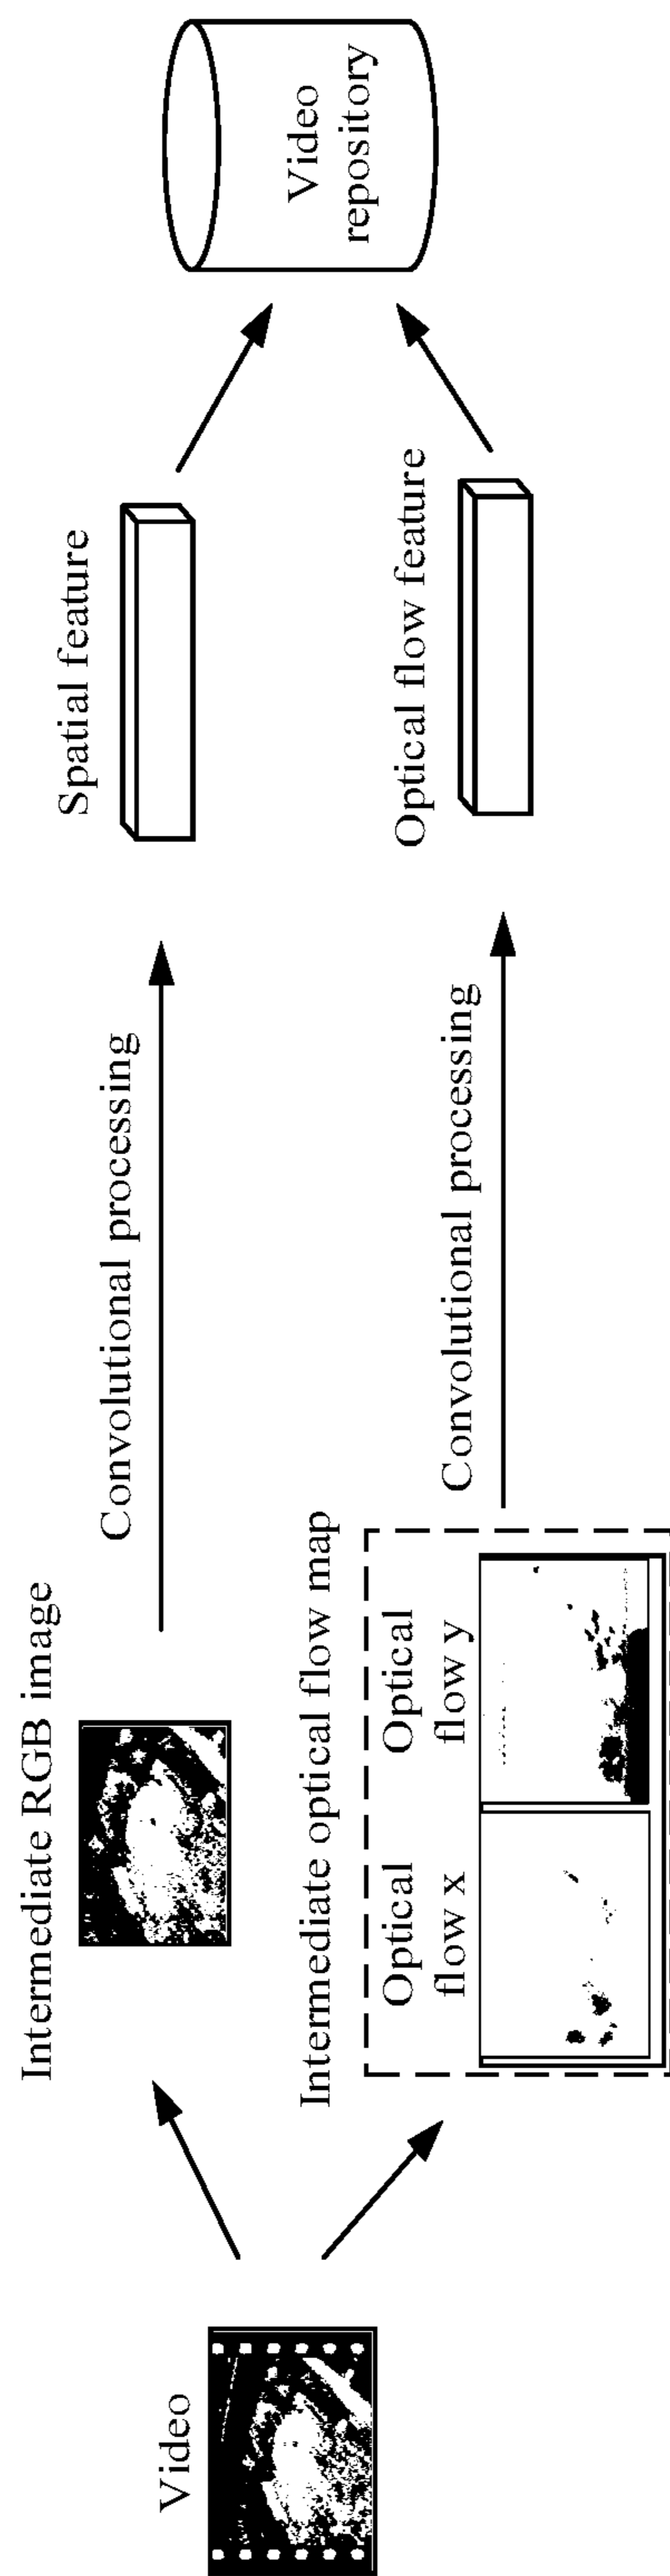 Video
Intermediate RGB image
Convolutional processing
Spatial feature
Intermediate optical flow map
Optical
flow x
Optical
flow y
Convolutional processing
Optical flow feature
Video
repository